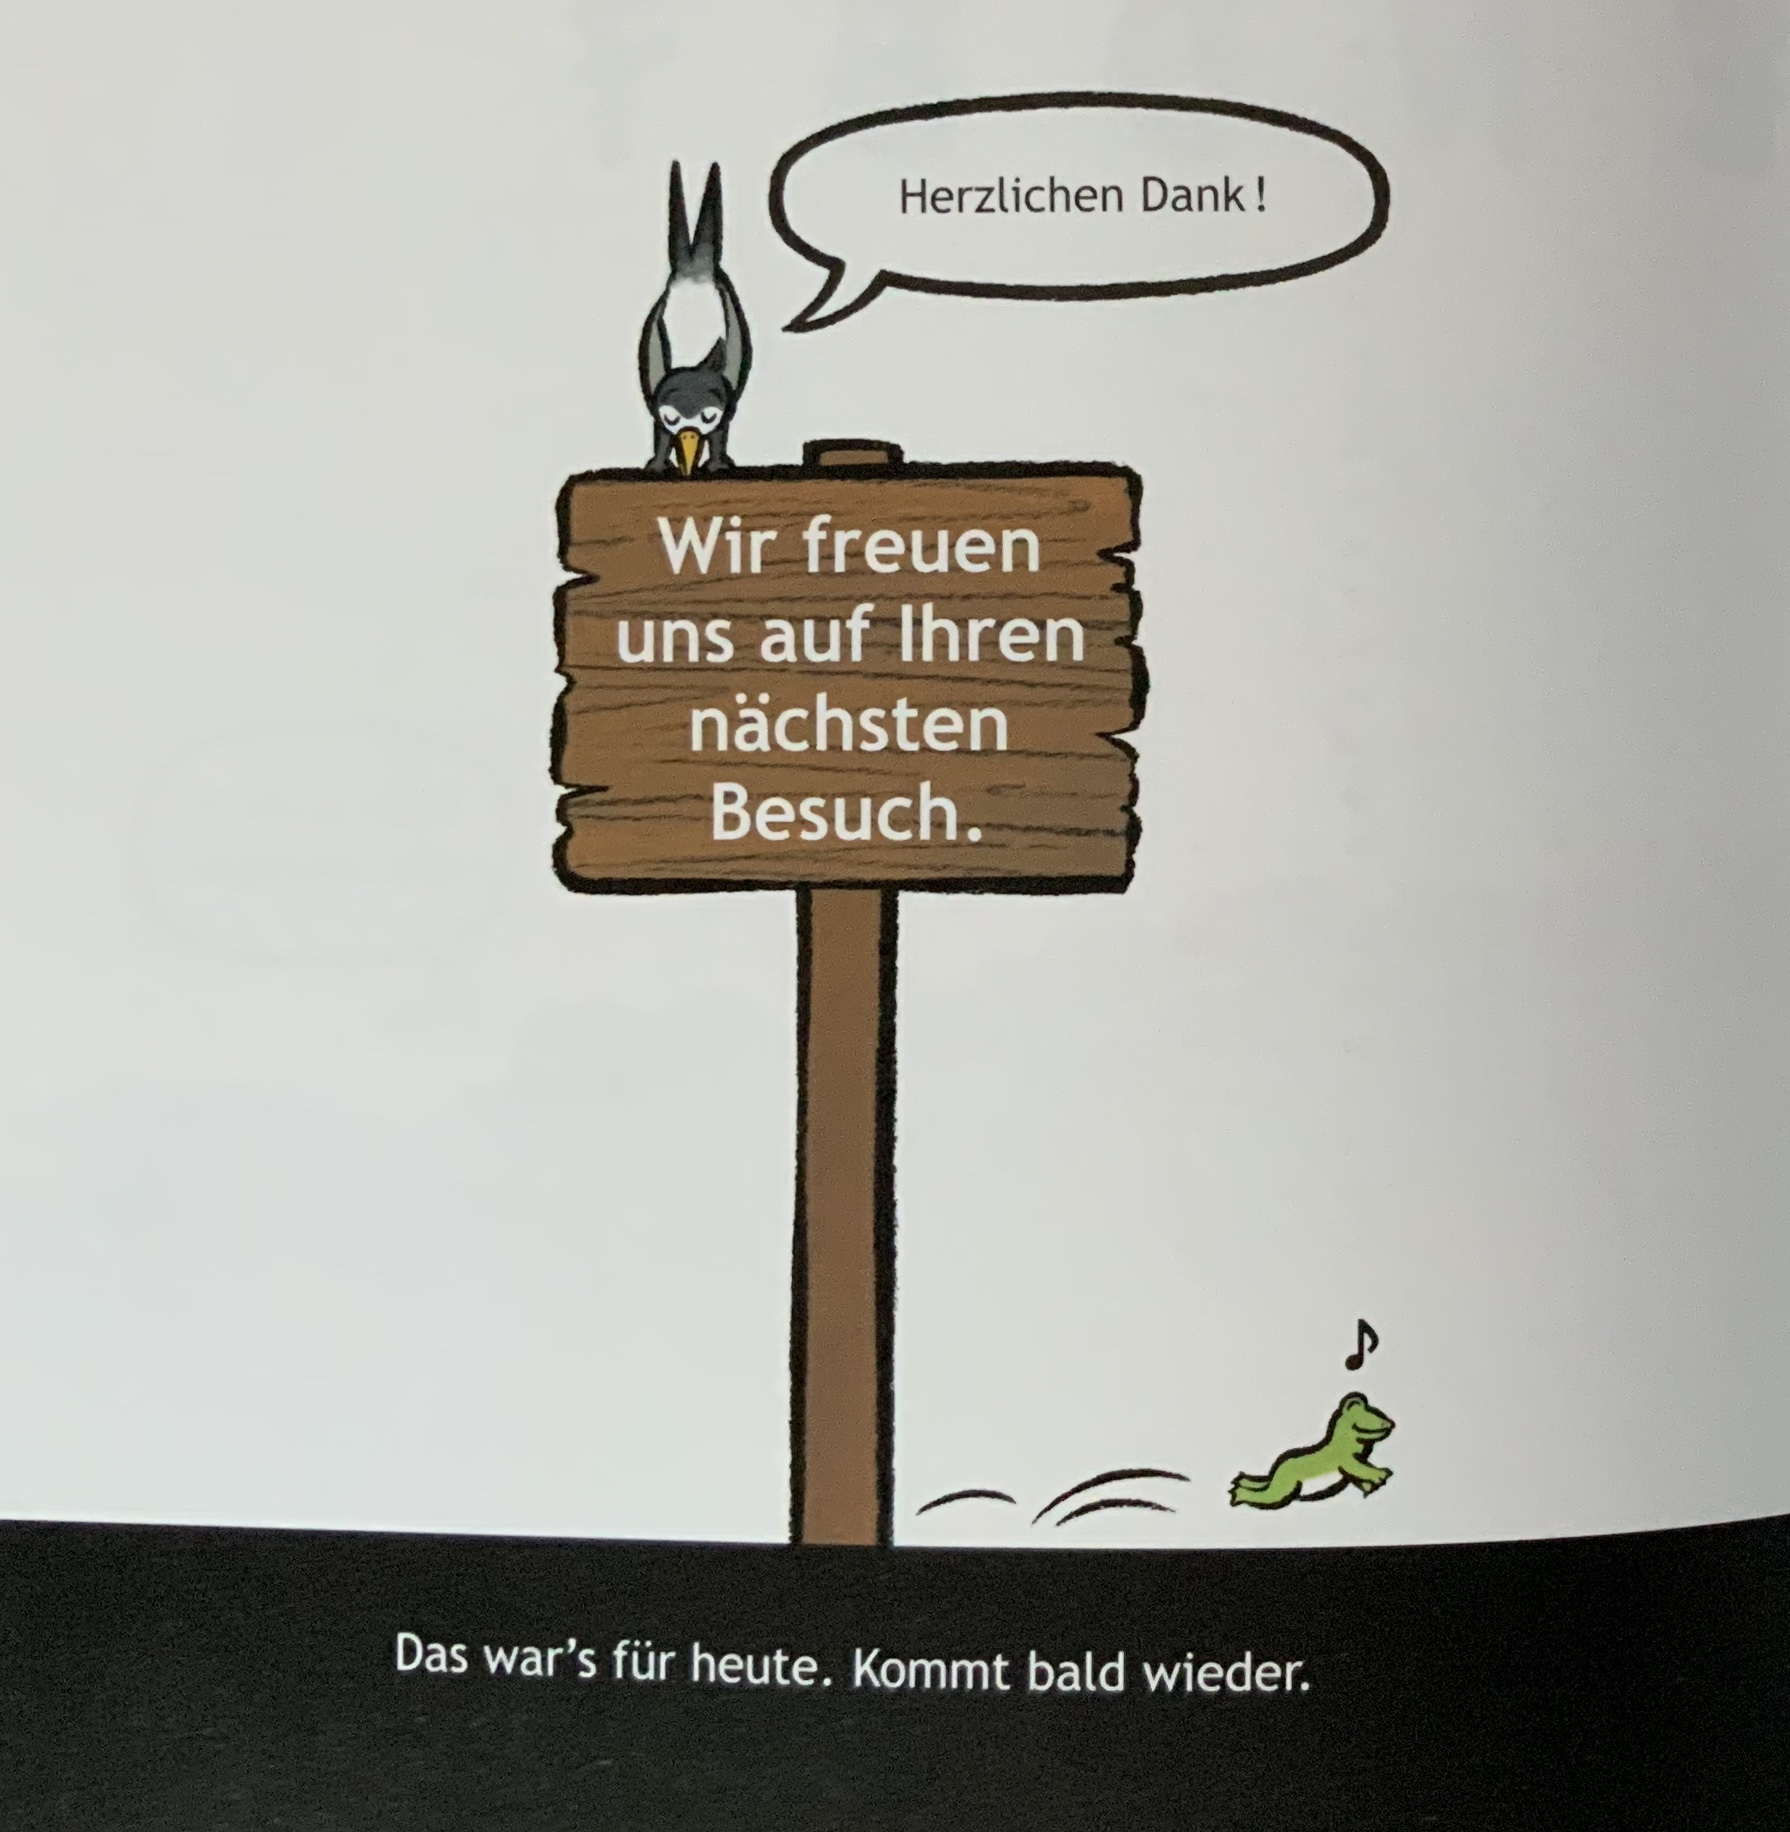 Herzlichen Dank!
Wir freuen
uns auf Ihren
nächsten
Besuch.
Das war’s für heute. Kommt bald wieder.